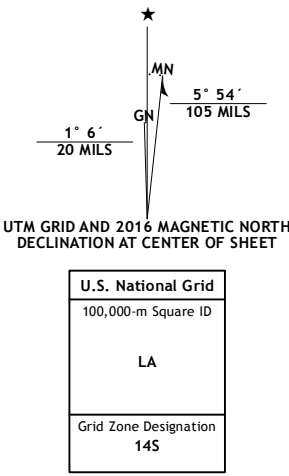 MN
GN
5° 54´
105 MILS
1° 6´
20 MILS
UTM GRID AND 2016 MAGNETIC NORTH
DECLINATION AT CENTER OF SHEET
U.S. National Grid
100,000-m Square ID
LA
Grid Zone Designation
14S